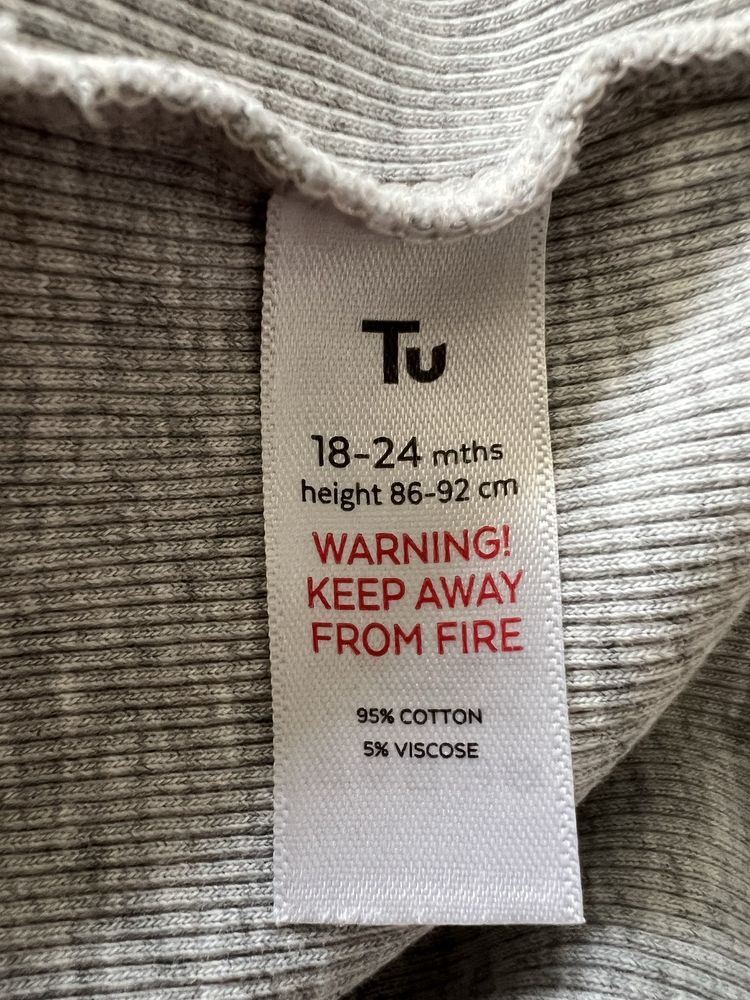 Tu
18-24 mths
height 86-92 cm
WARNING!
KEEP AWAY
FROM FIRE
95% COTTON
5% VISCOSE